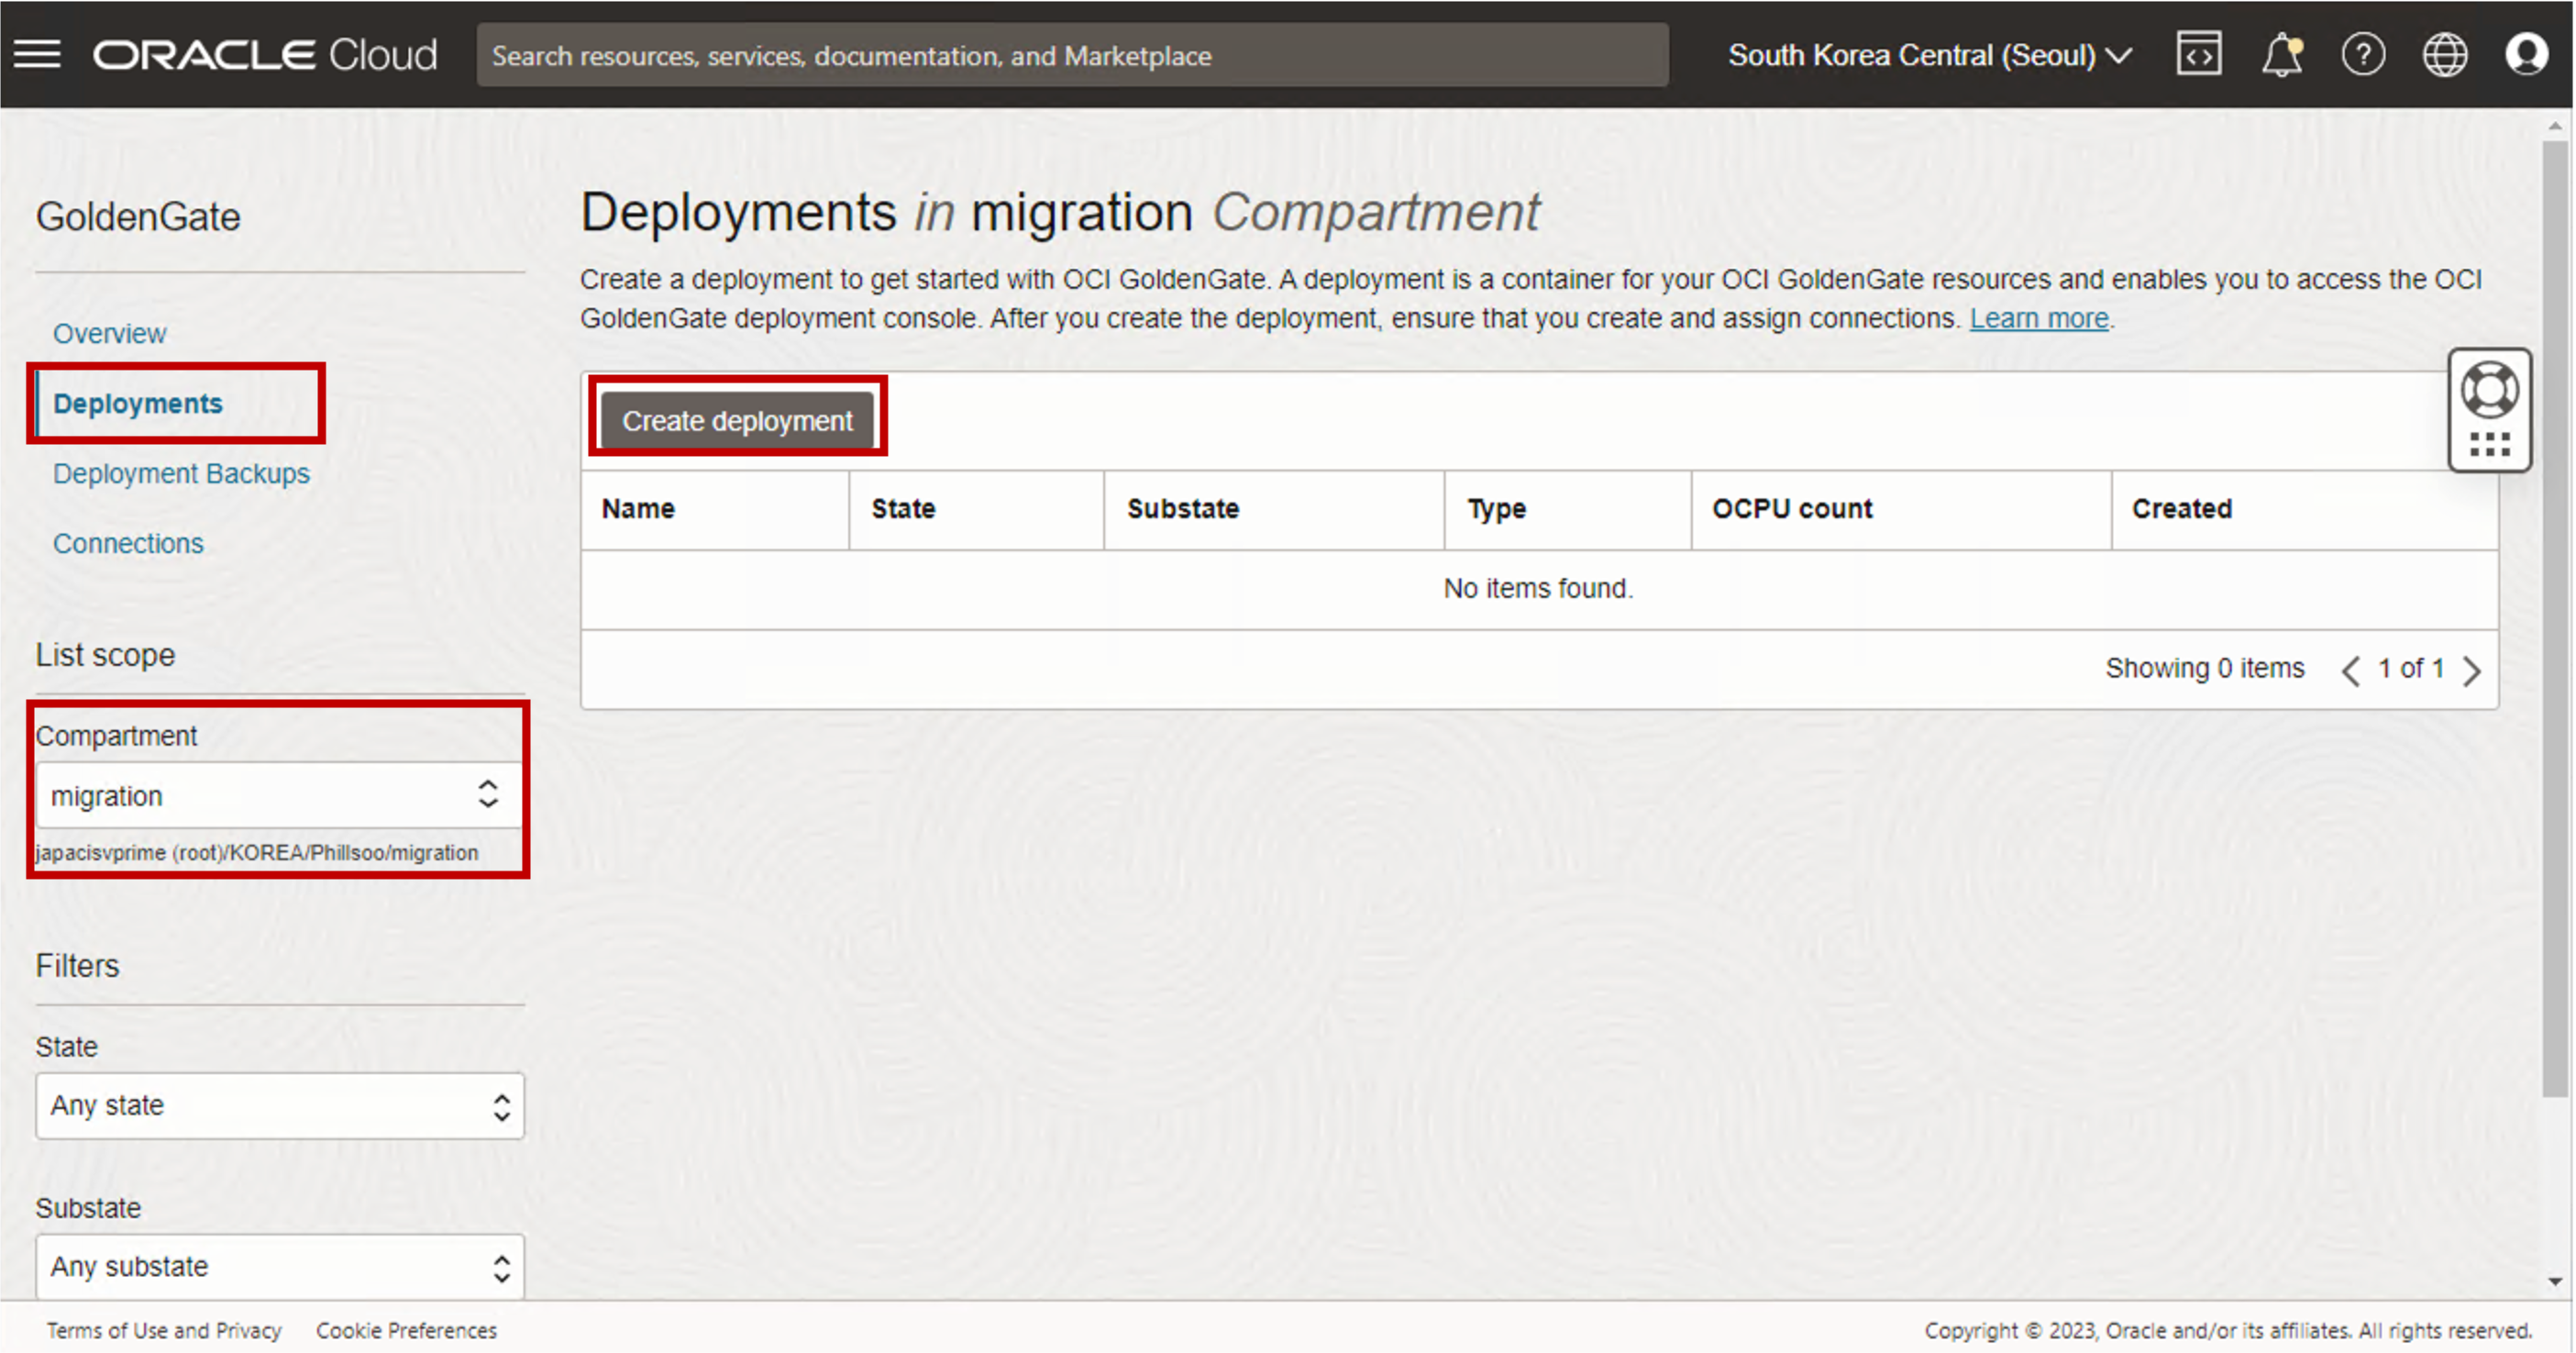 ORACLE Cloud
Search resources, services, documentation, and Marketplace
South Korea Central (Seoul)
GoldenGate
Overview
Deployments
Deployment Backups
Connections
List scope
Compartment
migration
japacisvprime (root)/KOREA/Phillsoo/migration
Filters
State
Any state
Substate
Any substate
Deployments in migration Compartment
Create a deployment to get started with OCI GoldenGate. A deployment is a container for your OCI GoldenGate resources and enables you to access the OCI
GoldenGate deployment console. After you create the deployment, ensure that you create and assign connections. Learn more.
Create deployment
Name State Substate Type OCPU count Created
No items found.
Showing 0 items 1 of 1
Terms of Use and Privacy Cookie Preferences
Copyright © 2023, Oracle and/or its affiliates. All rights reserved.